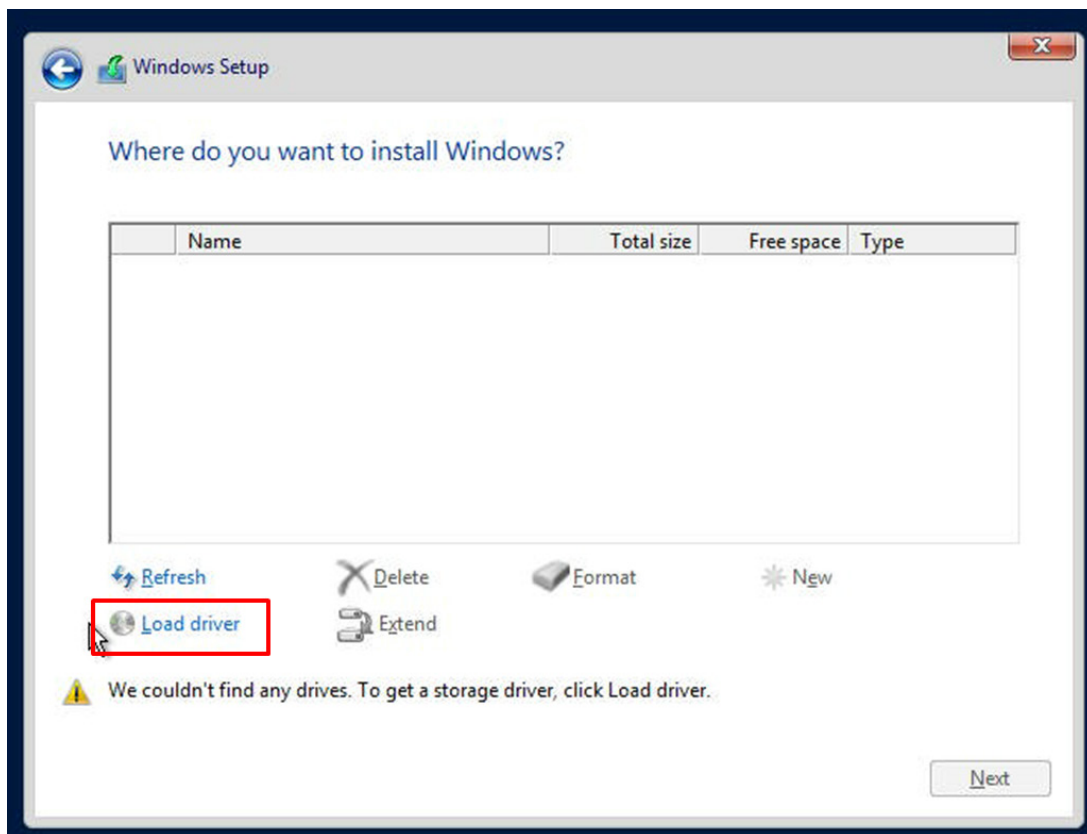 Windows Setup
Where do you want to install Windows?
Name Total size Free space Type
Refresh Delete Format New
Load driver Extend
We couldn't find any drives. To get a storage driver, click Load driver.
Next